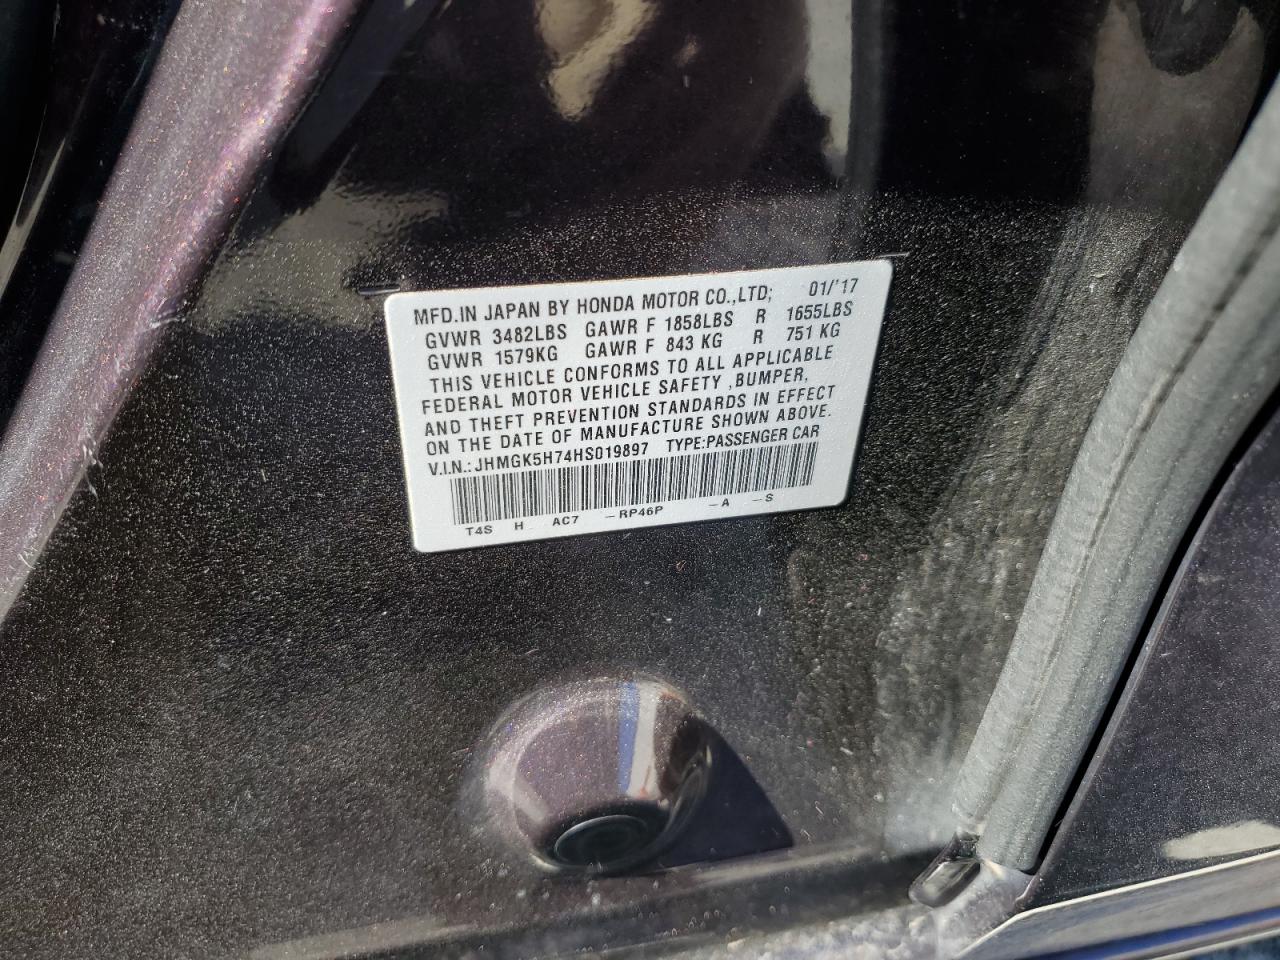 MFD.IN JAPAN BY HONDA MOTOR CO.,LTD; 01/'17
GVWR 3482LBS GAWR F 1858LBS R 1655LBS
GVWR 1579KG GAWR F 843 KG R 751 KG
THIS VEHICLE CONFORMS TO ALL APPLICABLE
FEDERAL MOTOR VEHICLE SAFETY ,BUMPER,
AND THEFT PREVENTION STANDARDS IN EFFECT
ON THE DATE OF MANUFACTURE SHOWN ABOVE.
V.I.N.: JHMGK5H74HS019897 TYPE:PASSENGER CAR
T4S H AC7 -RP46P -A -S